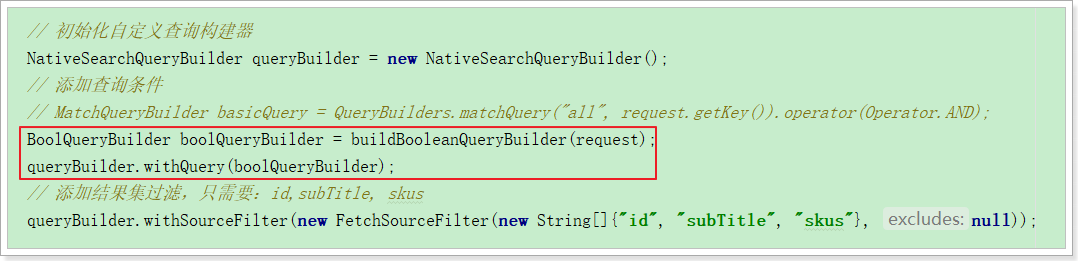 // 初始化自定义查询构建器
NativeSearchQueryBuilder queryBuilder = new NativeSearchQueryBuilder();
// 添加查询条件
// MatchQueryBuilder basicQuery = QueryBuilders.matchQuery("all", request.getKey()).operator(Operator.AND);
BoolQueryBuilder boolQueryBuilder = buildBooleanQueryBuilder(request);
queryBuilder.withQuery(boolQueryBuilder);
// 添加结果集过滤，只需要：id,subTitle, skus
queryBuilder.withSourceFilter(new FetchSourceFilter(new String[]{"id", "subTitle", "skus"}, excludes: null));